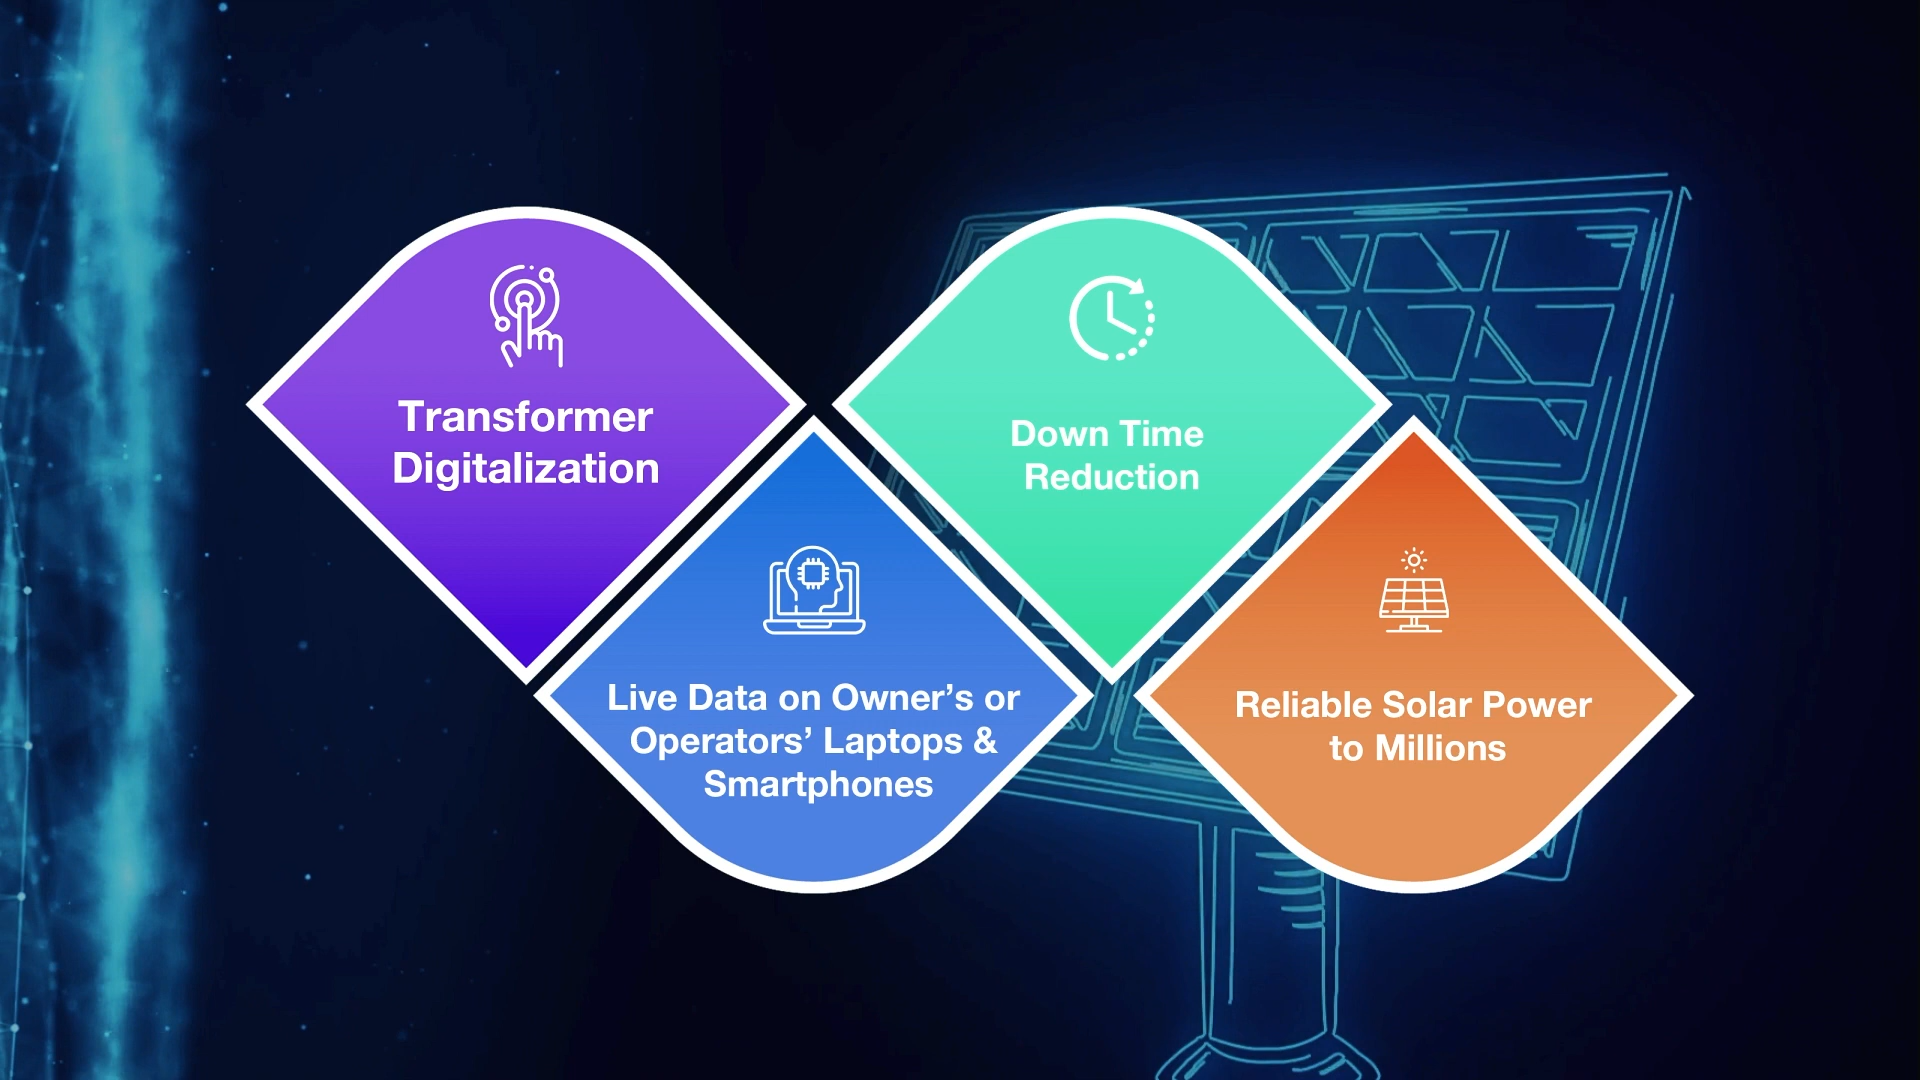 Transformer
Digitalization
Live Data on Owner’s or
Operators’ Laptops &
Smartphones
Down Time
Reduction
Reliable Solar Power
to Millions